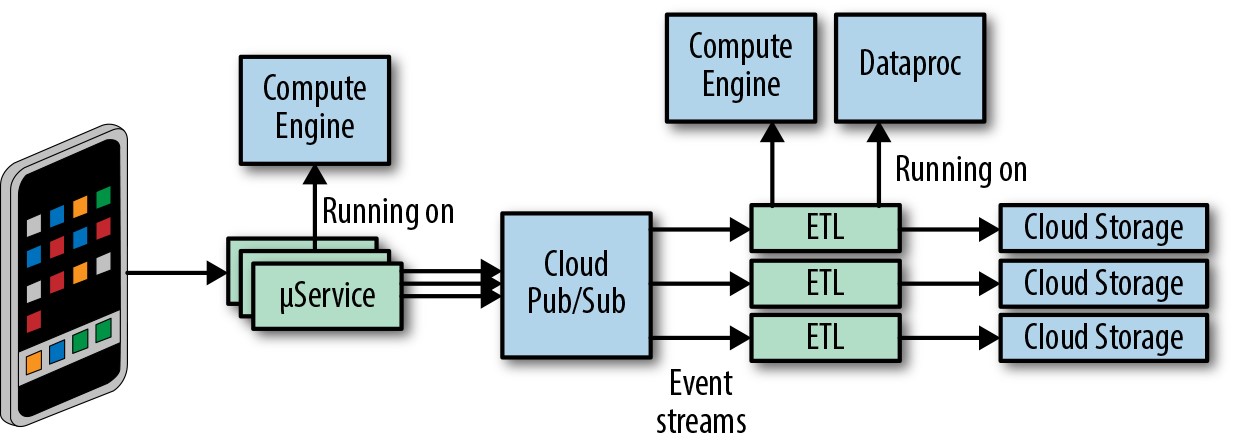 Compute
Engine
Running on
µService
Cloud
Pub/Sub
Event
streams
Compute
Engine
Dataproc
Running on
ETL
Cloud Storage
ETL
Cloud Storage
ETL
Cloud Storage